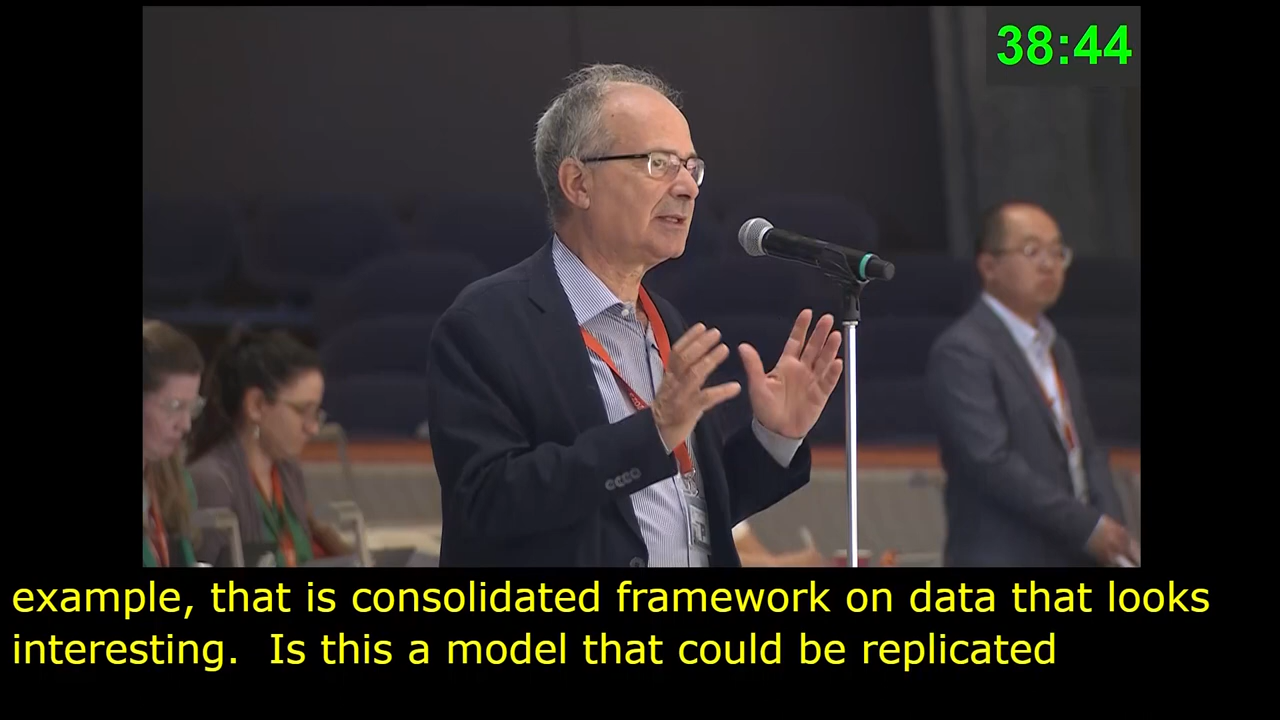 38:44
example, that is consolidated framework on data that looks
interesting.  Is this a model that could be replicated